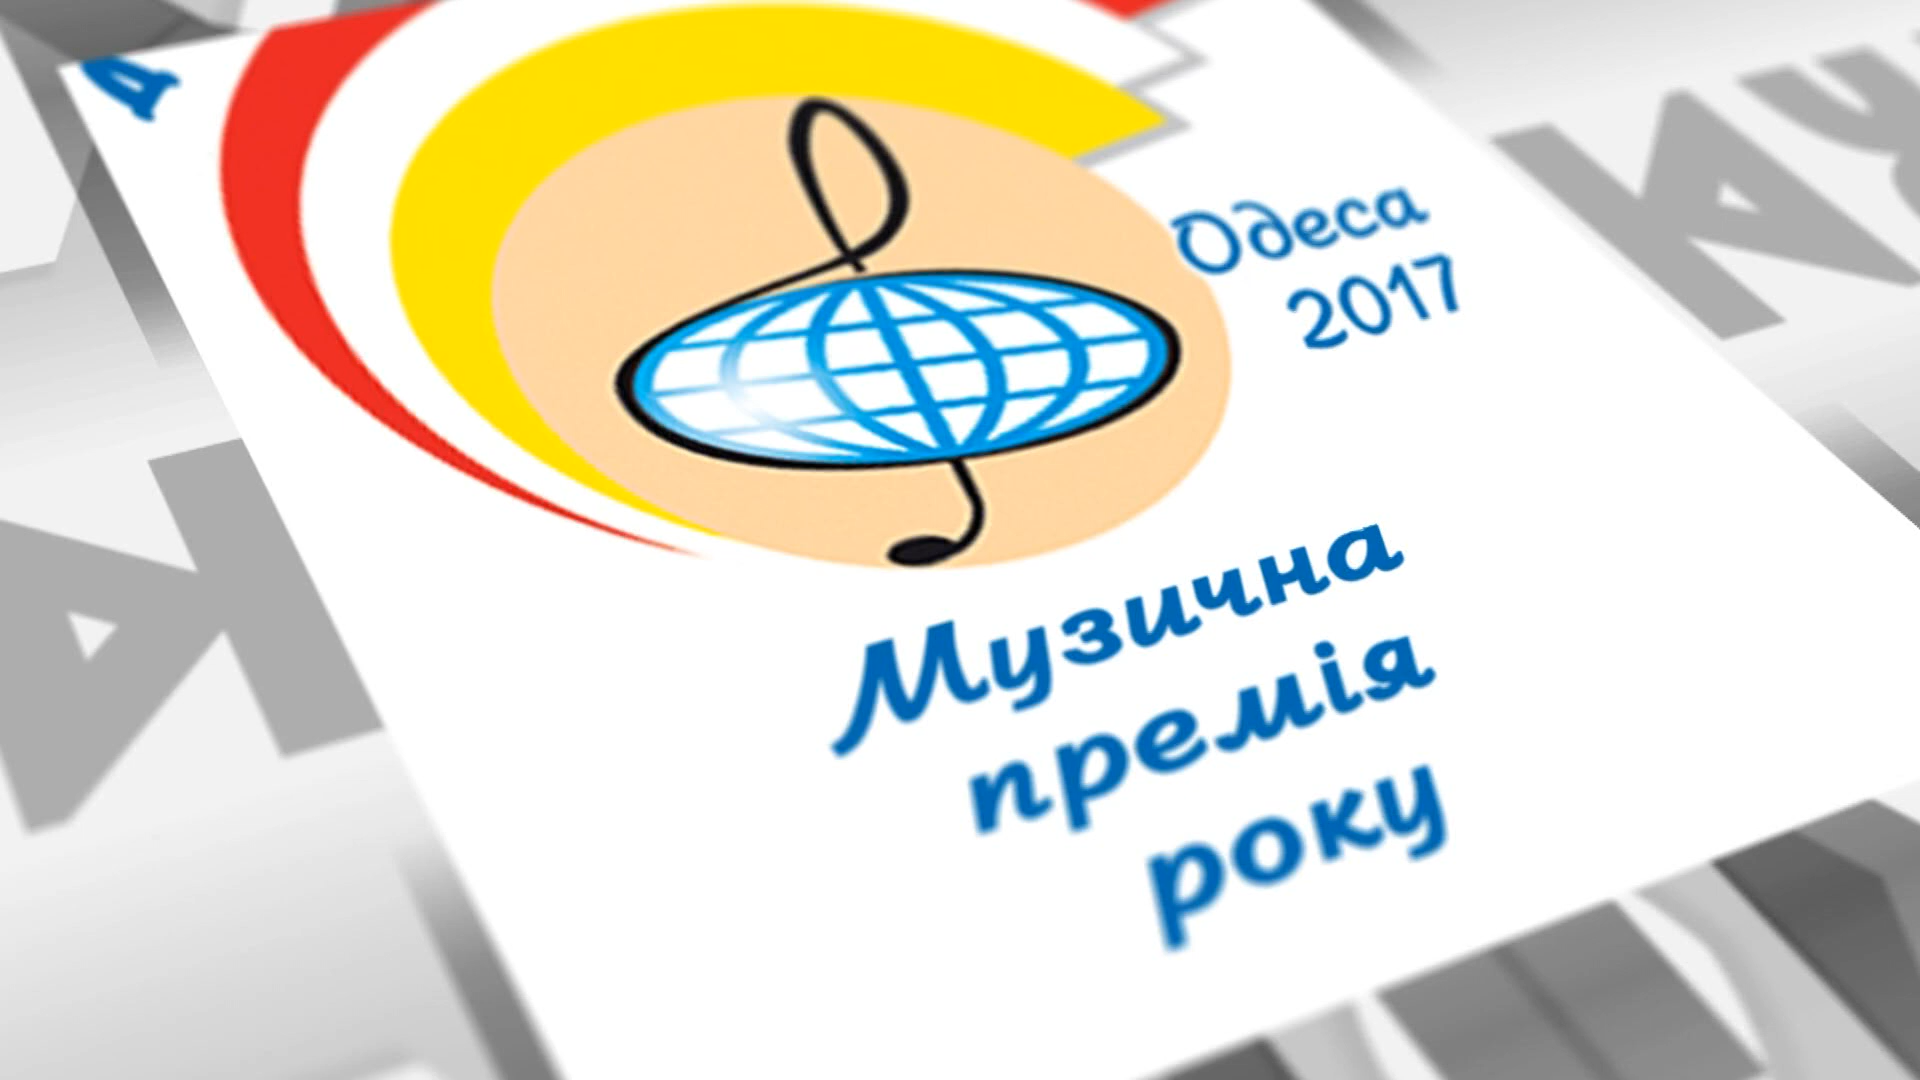 Одеса
2017
Музична
премія
року